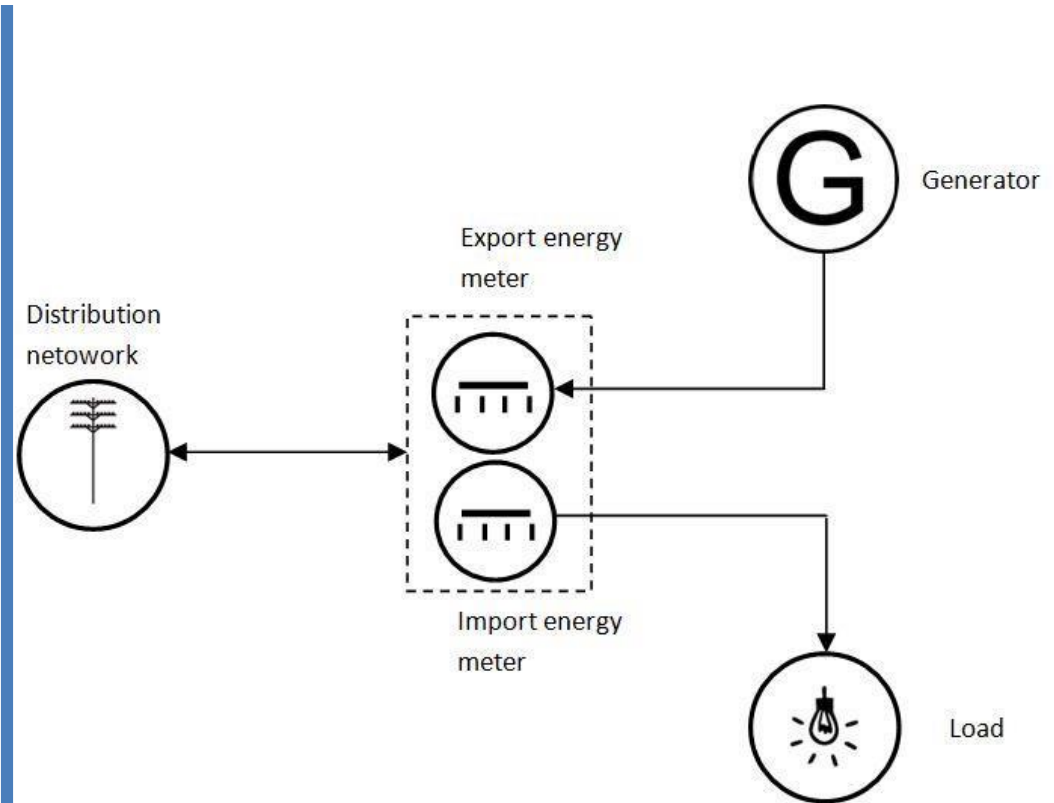 G
Generator
Export energy
meter
Distribution
netowork
Import energy
meter
Load